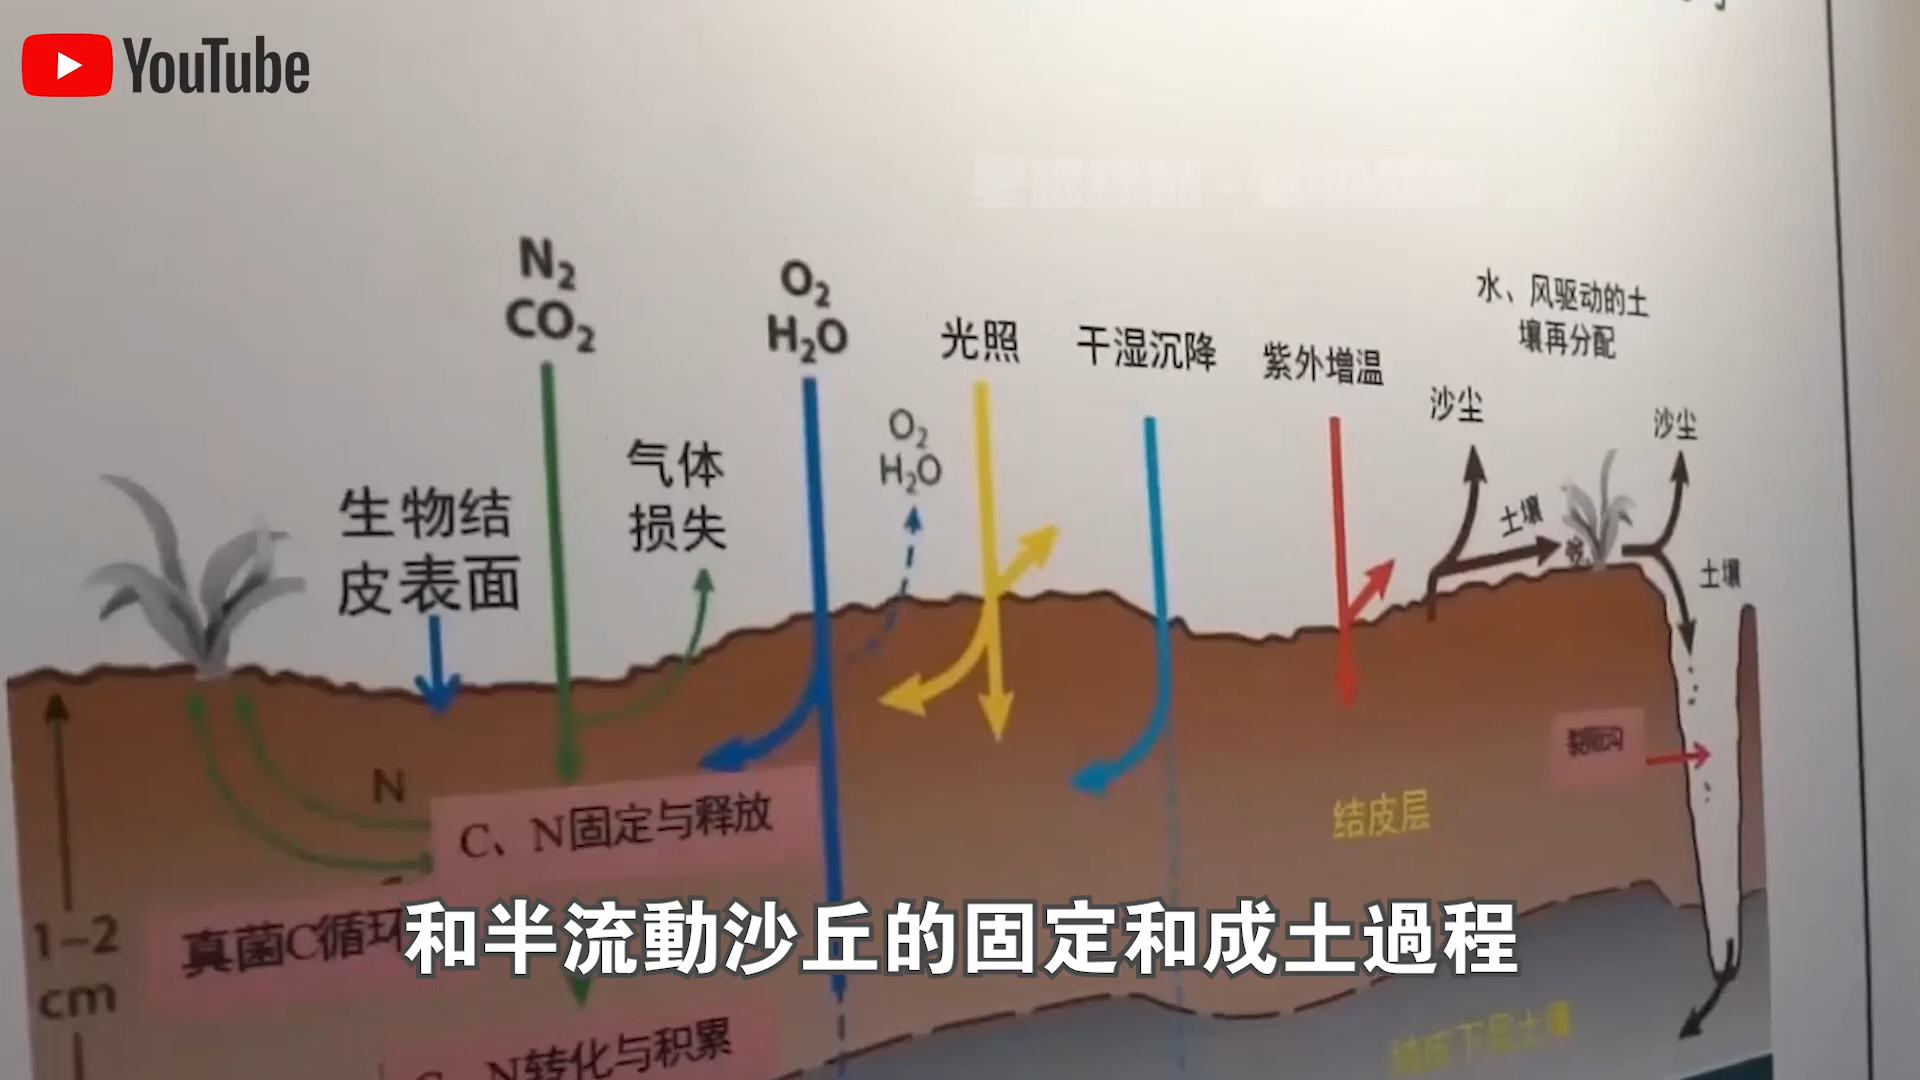 YouTube
N₂
CO₂
O₂
H₂O
光照
干湿沉降
紫外增温
水、风驱动的土
壤再分配
沙尘
沙尘
O₂
H₂O
气体
损失
生物结
皮表面
土壤
土壤
N
C、N固定与释放
结皮层
1-2
cm
真菌C循环
和半流動沙丘的固定和成土過程
N转化与积累